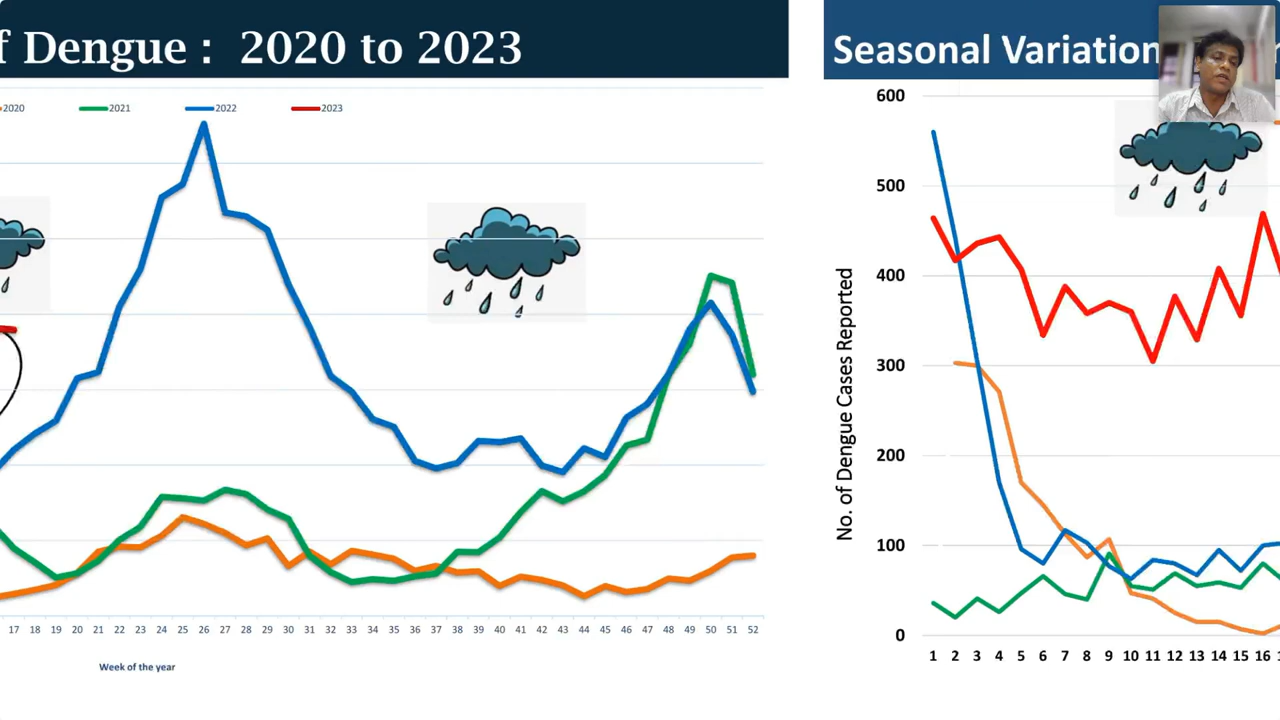 f Dengue : 2020 to 2023
2020 2021 2022 2023
17 18 19 20 21 22 23 24 25 26 27 28 29 30 31 32 33 34 35 36 37 38 39 40 41 42 43 44 45 46 47 48 49 50 51 52
Week of the year
Seasonal Variation
No. of Dengue Cases Reported
600
500
400
300
200
100
0
1 2 3 4 5 6 7 8 9 10 11 12 13 14 15 16